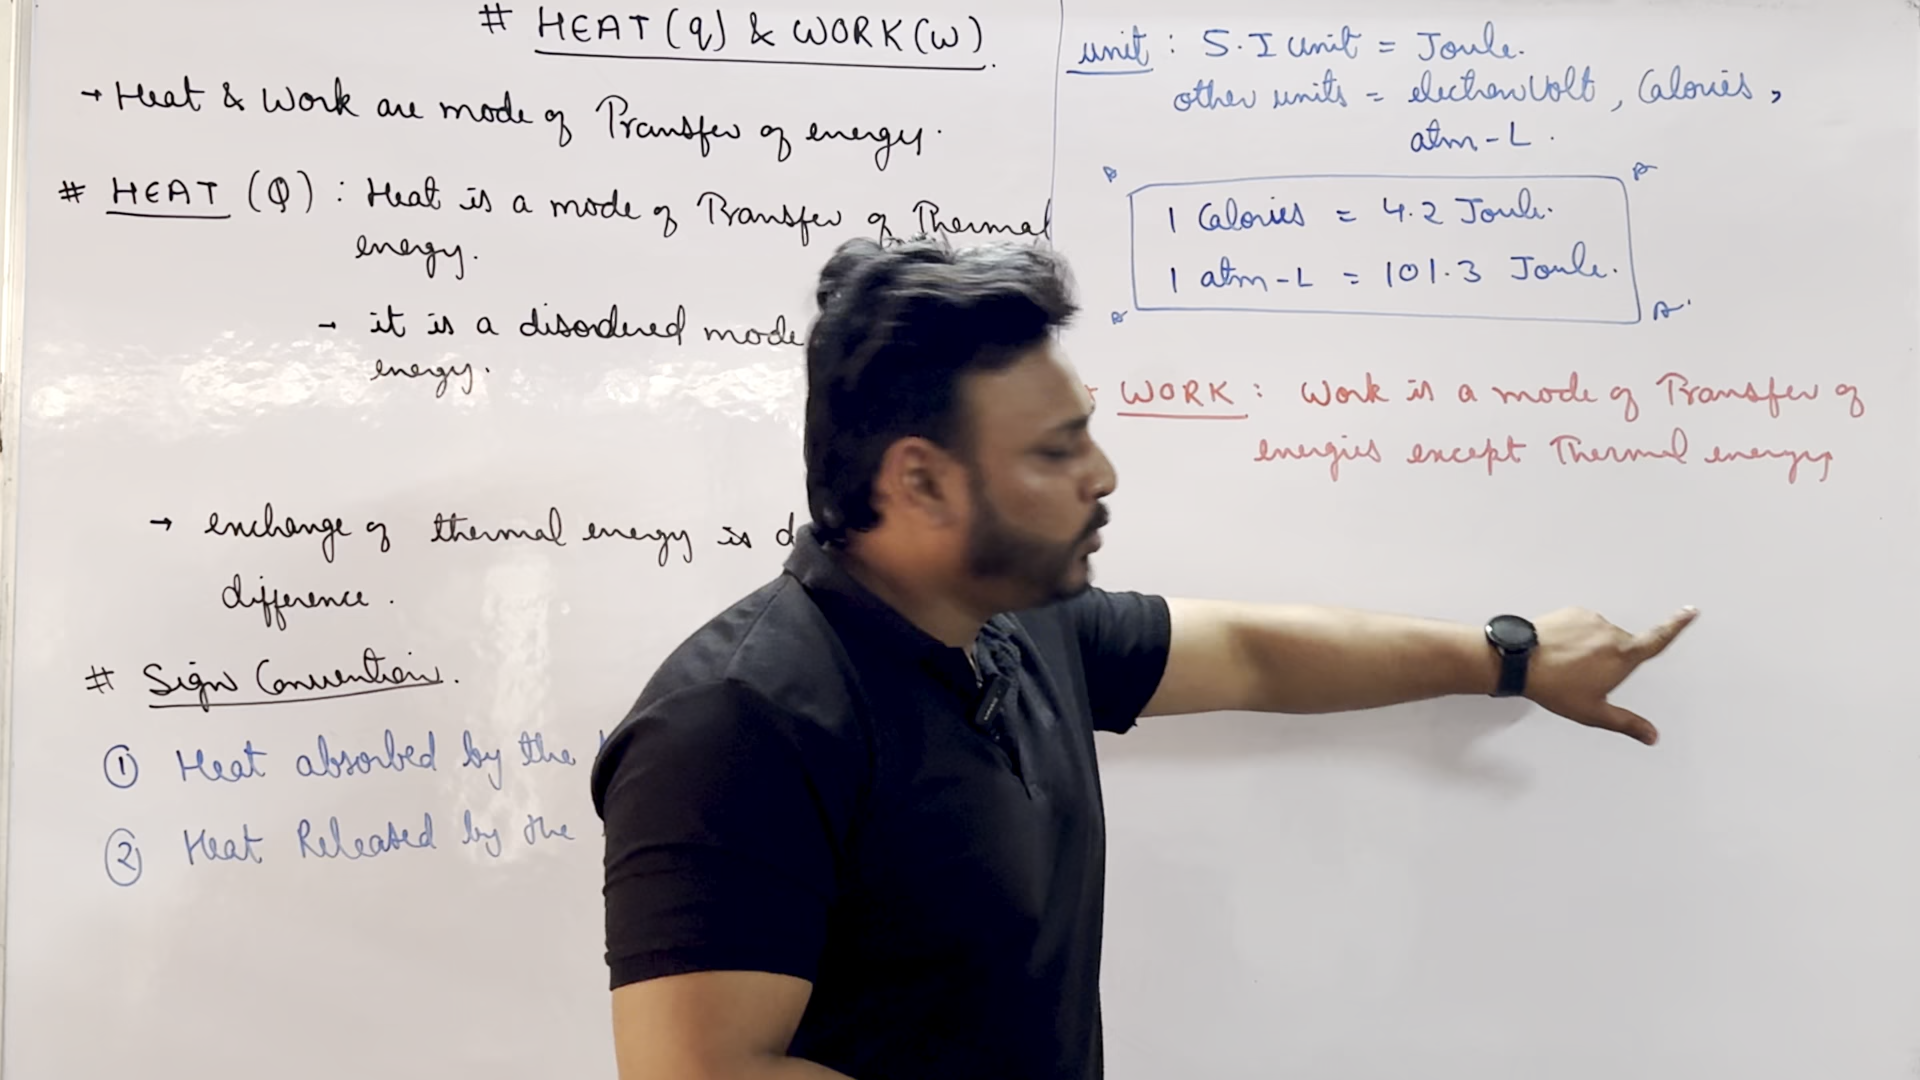 # HEAT (q) & WORK (w).
→ Heat & Work are mode of Transfer of energy.
# HEAT (Q) : Heat is a mode of Transfer of Thermal
energy.
→ it is a disordered mode
energy.
→ exchange of thermal energy is
difference.
# Sign Convention.
① Heat absorbed by the
② Heat Released by the
unit : S.I unit = Joule.
other units = electron Volt, Calories,
atm-L.
1 Calories = 4.2 Joule.
1 atm-L = 101.3 Joule.
WORK : Work is a mode of Transfer of
energies except Thermal energy